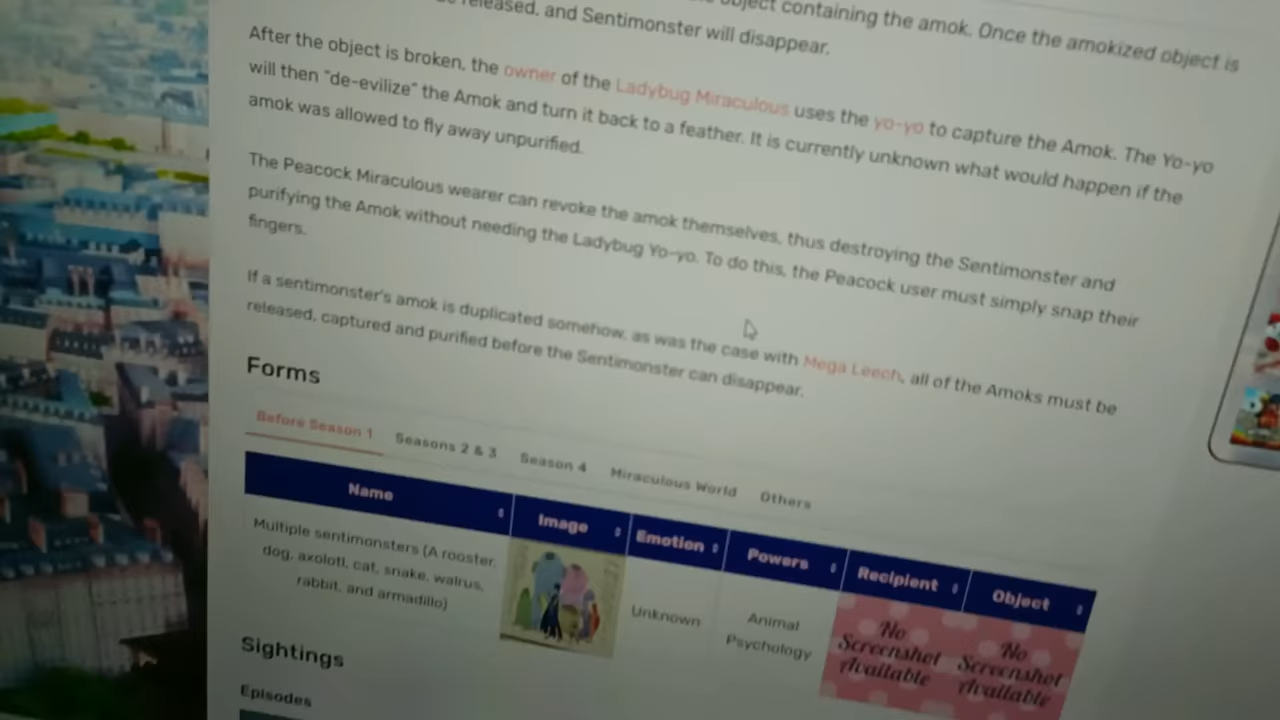 object containing the amok. Once the amokized object is
released, and Sentimonster will disappear.
After the object is broken, the owner of the Ladybug Miraculous uses the yo-yo to capture the Amok. The Yo-yo
will then "de-evilize" the Amok and turn it back to a feather. It is currently unknown what would happen if the
amok was allowed to fly away unpurified.
The Peacock Miraculous wearer can revoke the amok themselves, thus destroying the Sentimonster and
purifying the Amok without needing the Ladybug Yo-yo. To do this, the Peacock user must simply snap their
fingers.
If a sentimonster's amok is duplicated somehow, as was the case with Mega Leech, all of the Amoks must be
released, captured and purified before the Sentimonster can disappear.
Forms
Before Season 1 Seasons 2 & 3 Season 4 Miraculous World Others
Name Image Emotion Powers Recipient Object
Multiple sentimonsters (A rooster,
dog, axolotl, cat, snake, walrus,
rabbit, and armadillo)
Unknown
Animal
Psychology
No
Screenshot
Available
No
Screenshot
Available
Sightings
Episodes